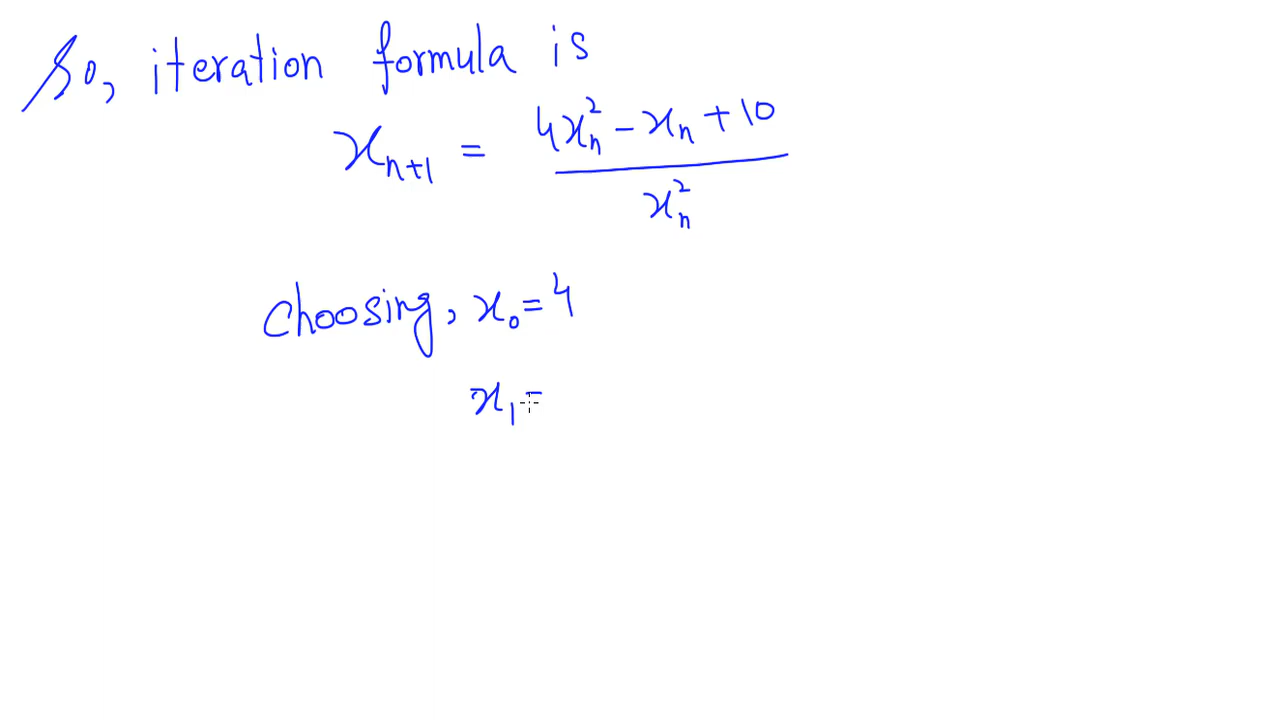 So, iteration formula is
xₙ₊₁ = (4xₙ² - xₙ + 10) / xₙ²
choosing, x₀ = 4
x₁ =